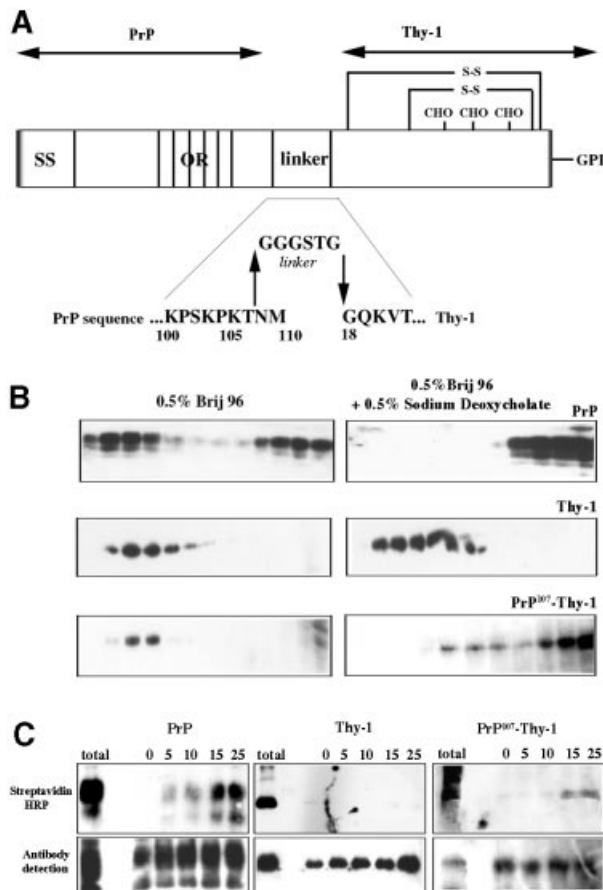 A
PrP Thy-1
S-S
S-S
CHO CHO CHO
SS OR linker GPI
GGGSTG
linker
PrP sequence ...KPSKPKTNM GQKVT... Thy-1
100 105 110 18
B
0.5% Brij 96 0.5% Brij 96
+ 0.5% Sodium Deoxycholate
PrP
Thy-1
PrP¹⁰⁷-Thy-1
C
PrP Thy-1 PrP¹⁰⁷-Thy-1
total 0 5 10 15 25 total 0 5 10 15 25 total 0 5 10 15 25
Streptavidin
HRP
Antibody
detection